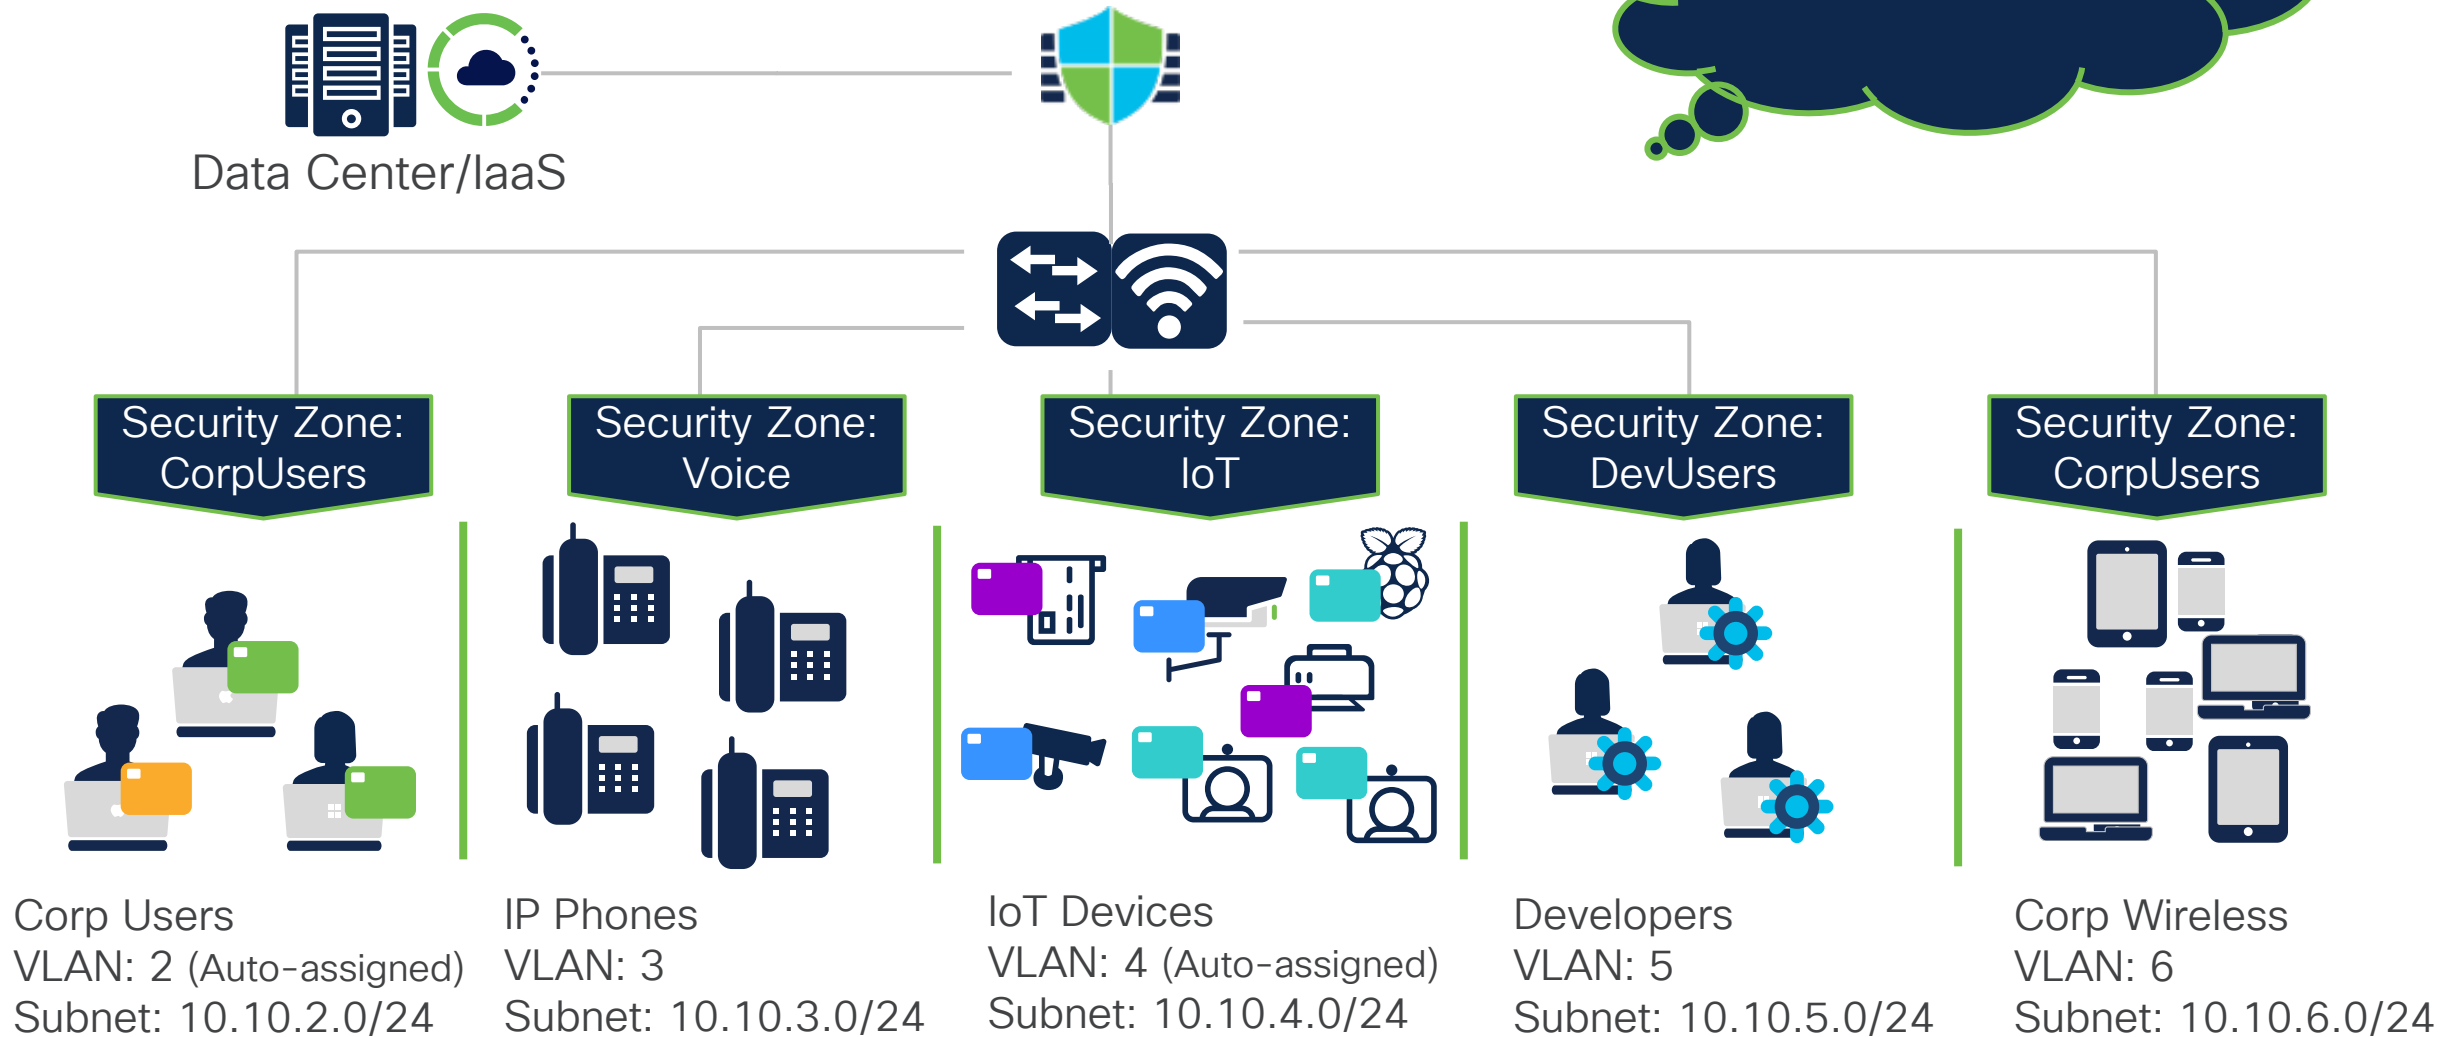 Data Center/IaaS
Security Zone:
CorpUsers
Security Zone:
Voice
Security Zone:
IoT
Security Zone:
DevUsers
Security Zone:
CorpUsers
Corp Users
VLAN: 2 (Auto-assigned)
Subnet: 10.10.2.0/24
IP Phones
VLAN: 3
Subnet: 10.10.3.0/24
IoT Devices
VLAN: 4 (Auto-assigned)
Subnet: 10.10.4.0/24
Developers
VLAN: 5
Subnet: 10.10.5.0/24
Corp Wireless
VLAN: 6
Subnet: 10.10.6.0/24